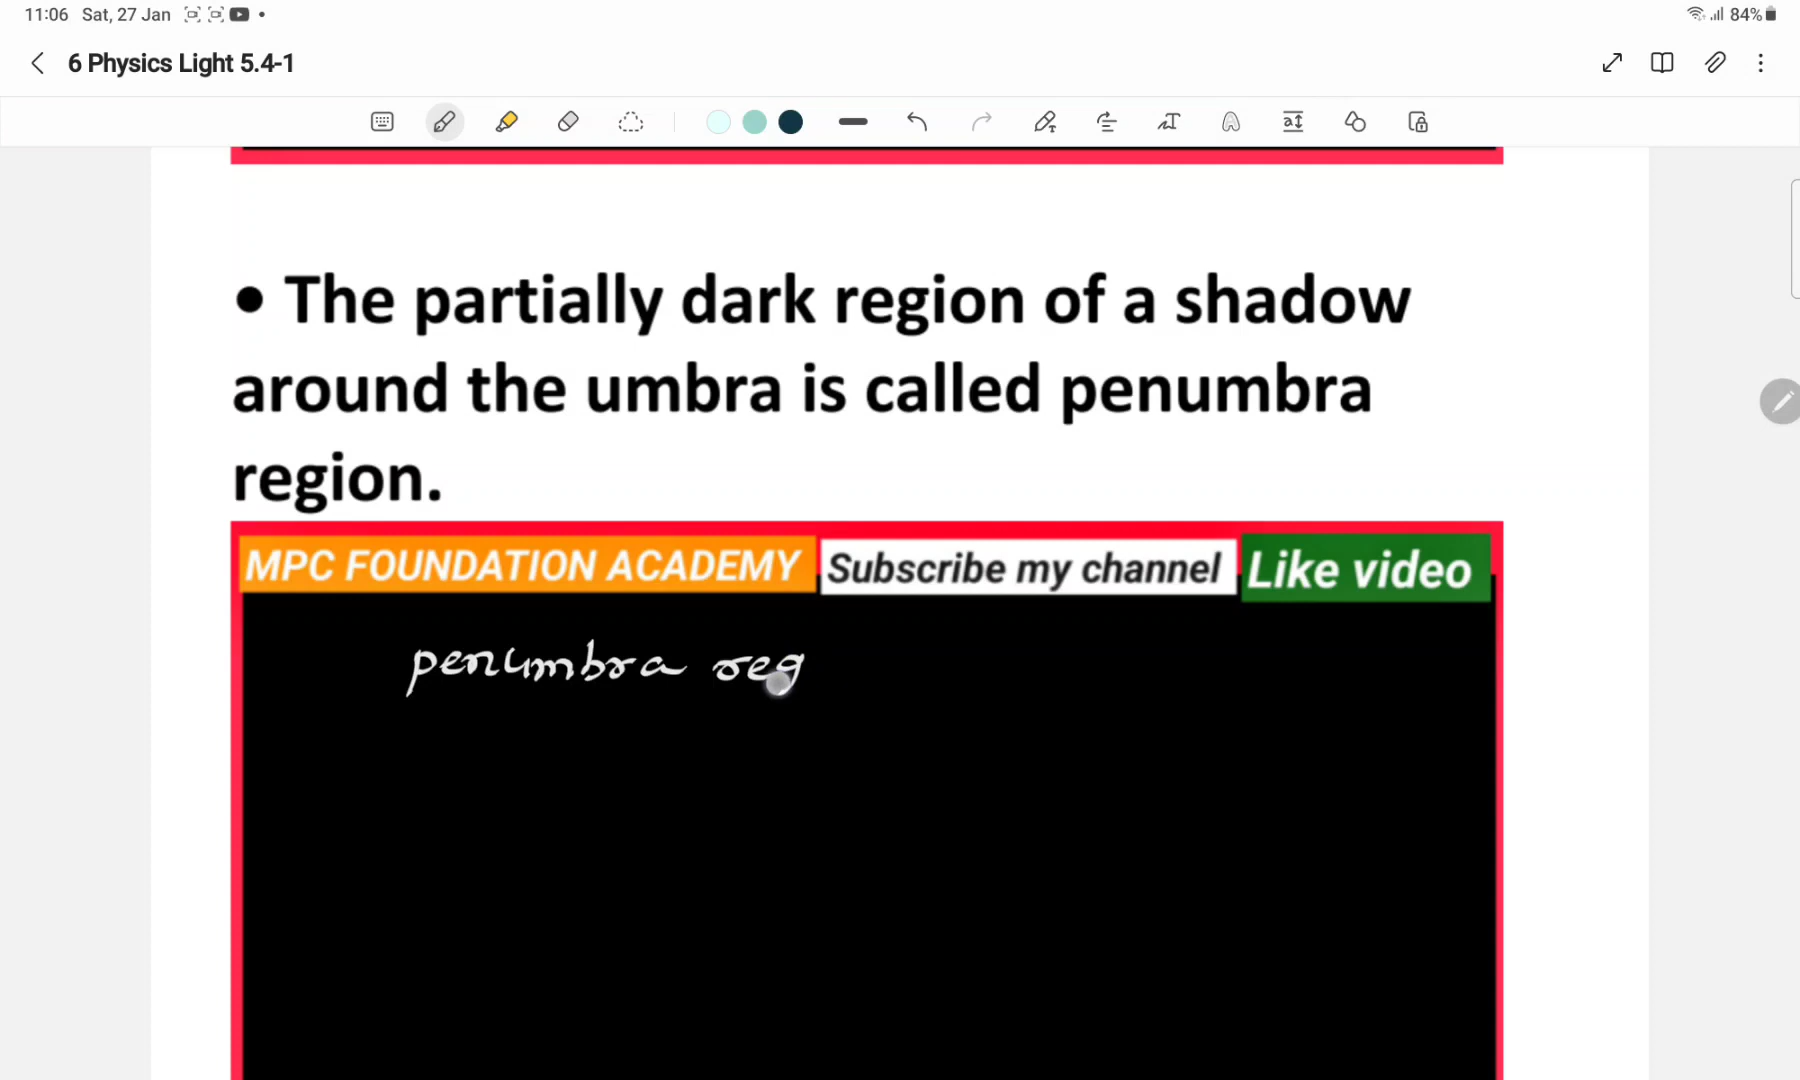 11:06 Sat, 27 Jan 84%
6 Physics Light 5.4-1
• The partially dark region of a shadow
around the umbra is called penumbra
region.
MPC FOUNDATION ACADEMY Subscribe my channel Like video
penumbra reg